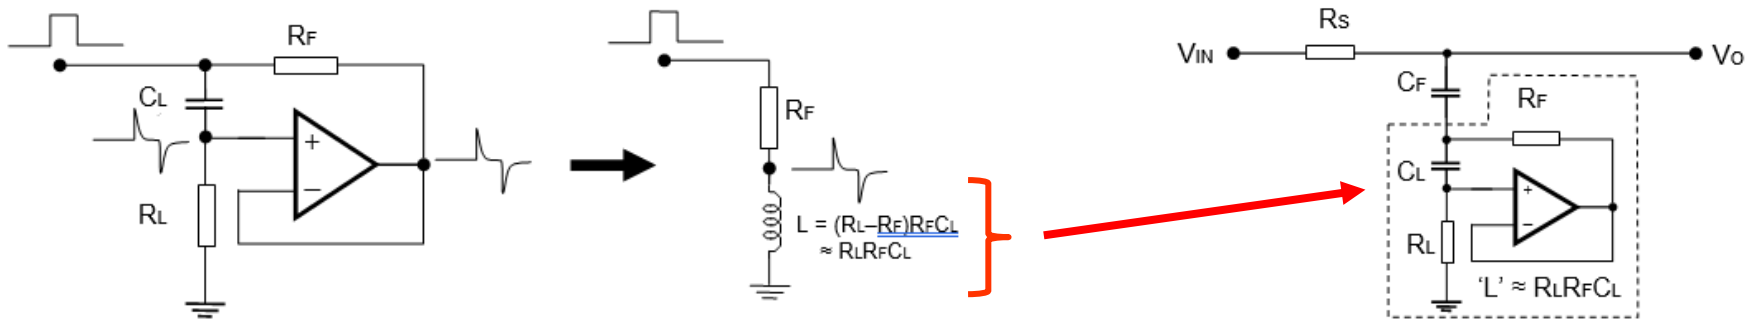 RF
CL
+
−
RL
RF
L = (RL–RF)RFCL
≈ RLRFCL
RS
VIN
VO
CF
RF
CL
+
−
RL
'L' ≈ RLRFCL